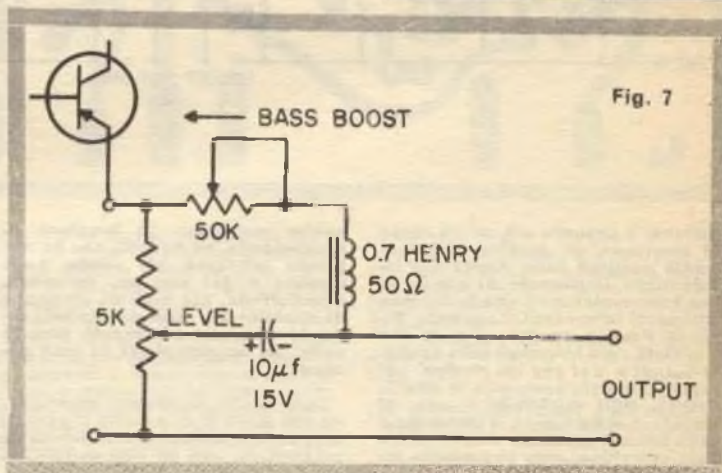 Fig. 7
BASS BOOST
50K
0.7 HENRY
50Ω
5K
LEVEL
+ -
10µf
15V
OUTPUT